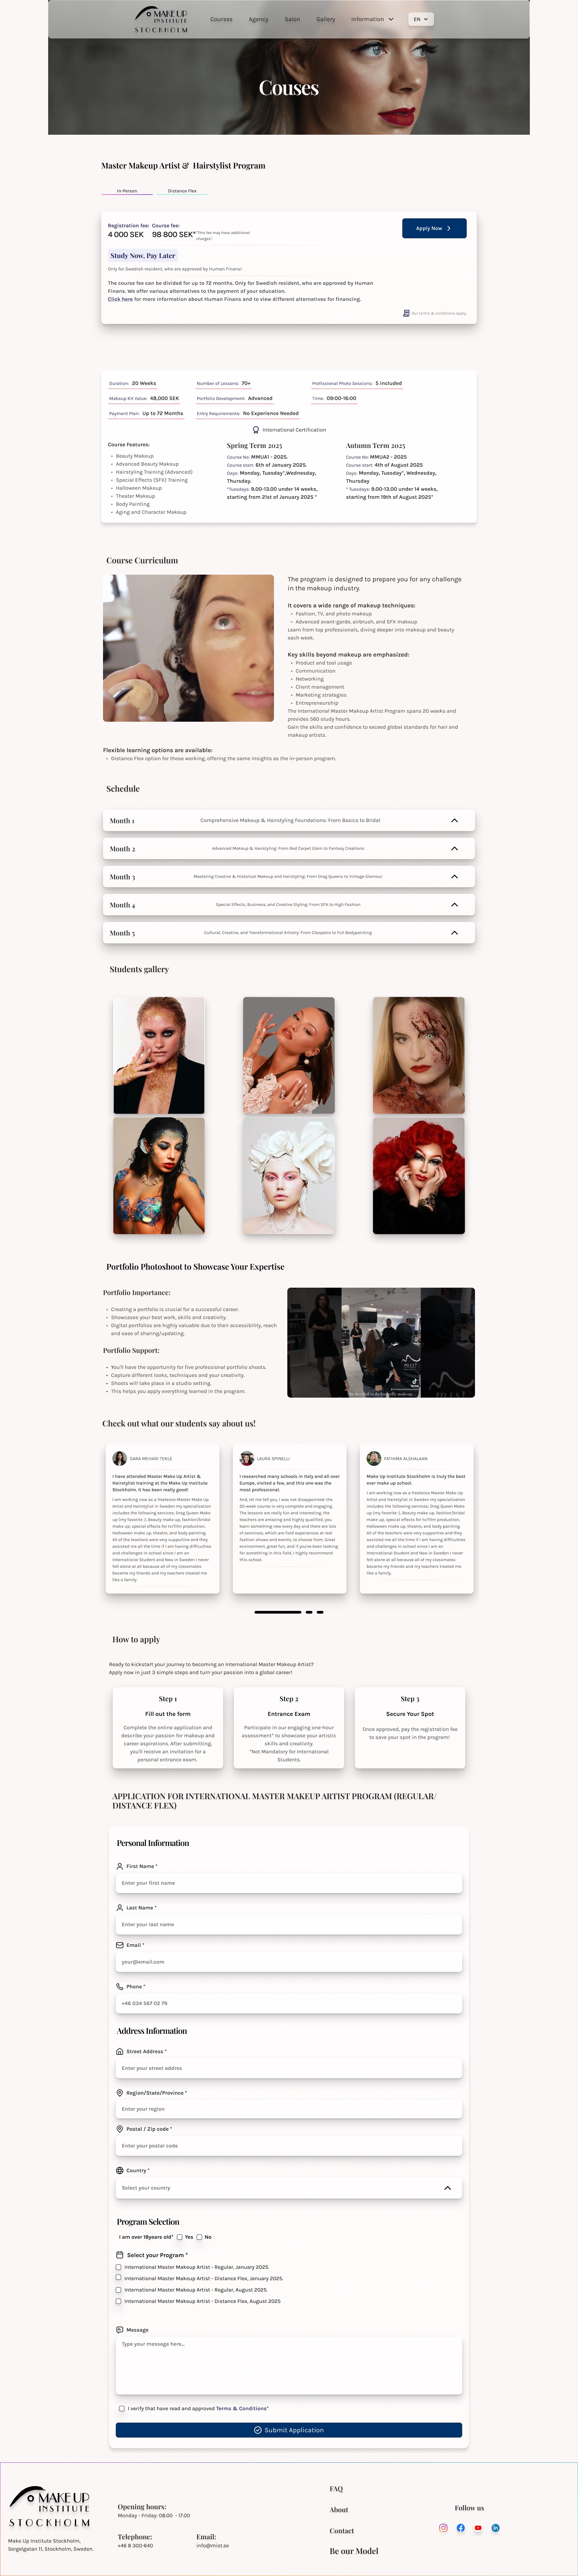 MAKEUP
INSTITUTE
STOCKHOLM
Courses
Agency
Salon
Gallery
Information
EN
Couses
Master Makeup Artist & Hairstylist Program
In-Person
Distance Flex
Registration fee:
Course fee:
4 000 SEK
98 800 SEK*
"This fee may have additional
charges".
Apply Now
Study Now, Pay Later
Only for Swedish resident, who are approved by Human Finans!
The course fee can be divided for up to 72 months. Only for Swedish resident, who are approved by Human
Finans. We offer various alternatives to the payment of your education.
Click here for more information about Human Finans and to view different alternatives for financing.
Our terms & conditions apply.
Duration: 20 Weeks
Number of Lessons: 70+
Profissional Photo Sessions: 5 included
Makeup Kit Value: 48,000 SEK
Portfolio Development: Advanced
Time: 09:00-16:00
Payment Plan: Up to 72 Months
Entry Requirements: No Experience Needed
International Certification
Course Features:
• Beauty Makeup
• Advanced Beauty Makeup
• Hairstyling Training (Advanced)
• Special Effects (SFX) Training
• Halloween Makeup
• Theater Makeup
• Body Painting
• Aging and Character Makeup
Spring Term 2025
Course No: MMUA1 - 2025.
Course start: 6th of January 2025.
Days: Monday, Tuesday*,Wednesday,
Thursday.
*Tuesdays: 9.00-13.00 under 14 weeks,
starting from 21st of January 2025 *
Autumn Term 2025
Course No: MMUA2 - 2025
Course start: 4th of August 2025
Days: Monday, Tuesday*, Wednesday,
Thursday
* Tuesdays: 9.00-13.00 under 14 weeks,
starting from 19th of August 2025*
Course Curriculum
The program is designed to prepare you for any challenge
in the makeup industry.
It covers a wide range of makeup techniques:
• Fashion, TV, and photo makeup
• Advanced avant-garde, airbrush, and SFX makeup
Learn from top professionals, diving deeper into makeup and beauty
each week.
Key skills beyond makeup are emphasized:
• Product and tool usage
• Communication
• Networking
• Client management
• Marketing strategies
• Entrepreneurship
The International Master Makeup Artist Program spans 20 weeks and
provides 560 study hours.
Gain the skills and confidence to exceed global standards for hair and
makeup artists.
Flexible learning options are available:
• Distance Flex option for those working, offering the same insights as the in-person program.
Schedule
Month 1
Comprehensive Makeup & Hairstyling Foundations: From Basics to Bridal
Month 2
Advanced Makeup & Hairstyling: From Red Carpet Glam to Fantasy Creations
Month 3
Mastering Creative & Historical Makeup and Hairstyling: From Drag Queens to Vintage Glamour
Month 4
Special Effects, Business, and Creative Styling: From SFX to High Fashion
Month 5
Cultural, Creative, and Transformational Artistry: From Cleopatra to Full Bodypainting
Students gallery
Portfolio Photoshoot to Showcase Your Expertise
Portfolio Importance:
• Creating a portfolio is crucial for a successful career.
• Showcases your best work, skills and creativity.
• Digital portfolios are highly valuable due to their accessibility, reach
and ease of sharing/updating.
Portfolio Support:
• You'll have the opportunity for five professional portfolio shoots.
• Capture different looks, techniques and your creativity.
• Shoots will take place in a studio setting.
• This helps you apply everything learned in the program.
Check out what our students say about us!
SARA MEHARI TEKLE
I have attended Master Make Up Artist &
Hairstylist training at the Make Up Institute
Stockholm. It has been really good!
I am working now as a freelance Master Make Up
Artist and Hairstylist in Sweden my specialization
includes the following services; Drag Queen Make
up (my favorite :), Beauty make up, fashion/bridal
make up, special effects for tv/film production,
Halloween make up, theatre, and body painting.
All of the teachers were very supportive and they
assisted me all the time if I am having difficulties
and challenges in school since I am an
International Student and New in Sweden I never
felt alone at all because all of my classmates
became my friends and my teachers treated me
like a family.
LAURA SPINELLI
I researched many schools in Italy and all over
Europe, visited a few, and this one was the
most professional.
And, let me tell you, I was not disappointed: the
20-week course is very complete and engaging.
The lessons are really fun and interesting, the
teachers are amazing and highly qualified, you
learn something new every day and there are lots
of exercises, and you get to help real artists at real
fashion shows and events, to choose from. Great
environment, great fun, and if you've been looking
for something in this field, I highly recommend
this school.
FATHIMA ALSHALAAN
Make Up Institute Stockholm is truly the best
ever make up school.
I am working now as a freelance Master Make Up
Artist and Hairstylist in Sweden my specialization
includes the following services; Drag Queen Make
up (my favorite :), Beauty make up, fashion/bridal
make up, special effects for tv/film production,
Halloween make up, theatre, and body painting.
All of the teachers were very supportive and they
assisted me all the time if I am having difficulties
and challenges in school since I am an
International Student and New in Sweden I never
felt alone at all because all of my classmates
became my friends and my teachers treated me
like a family.
How to apply
Ready to kickstart your journey to becoming an International Master Makeup Artist?
Apply now in just 3 simple steps and turn your passion into a global career!
Step 1
Fill out the form
Complete the online application and
describe your passion for makeup and
career aspirations. After submitting,
you'll receive an invitation for a
personal entrance exam.
Step 2
Entrance Exam
Participate in our engaging one-hour
assessment* to showcase your artistic
skills and creativity.
*Not Mandatory for International
Students.
Step 3
Secure Your Spot
Once approved, pay the registration fee
to save your spot in the program!
APPLICATION FOR INTERNATIONAL MASTER MAKEUP ARTIST PROGRAM (REGULAR/
DISTANCE FLEX)
Personal Information
First Name *
Enter your first name
Last Name *
Enter your last name
Email *
your@email.com
Phone *
+46 034 567 02 79
Address Information
Street Address *
Enter your street addres
Region/State/Province *
Enter your region
Postal / Zip code *
Enter your postal code
Country *
Select your country
Program Selection
I am over 18years old*
Yes
No
Select your Program *
International Master Makeup Artist - Regular, January 2025.
International Master Makeup Artist - Distance Flex, January 2025.
International Master Makeup Artist - Regular, August 2025.
International Master Makeup Artist - Distance Flex, August 2025
Message
Type your message here...
I verify that have read and approved Terms & Conditions*
Submit Application
MAKEUP
INSTITUTE
STOCKHOLM
Make Up Institute Stockholm,
Sergelgatan 11, Stockholm, Sweden.
Opening hours:
Monday - Friday: 08.00 - 17.00
Telephone:
+46 8 300-640
Email:
info@mist.se
FAQ
About
Contact
Be our Model
Follow us